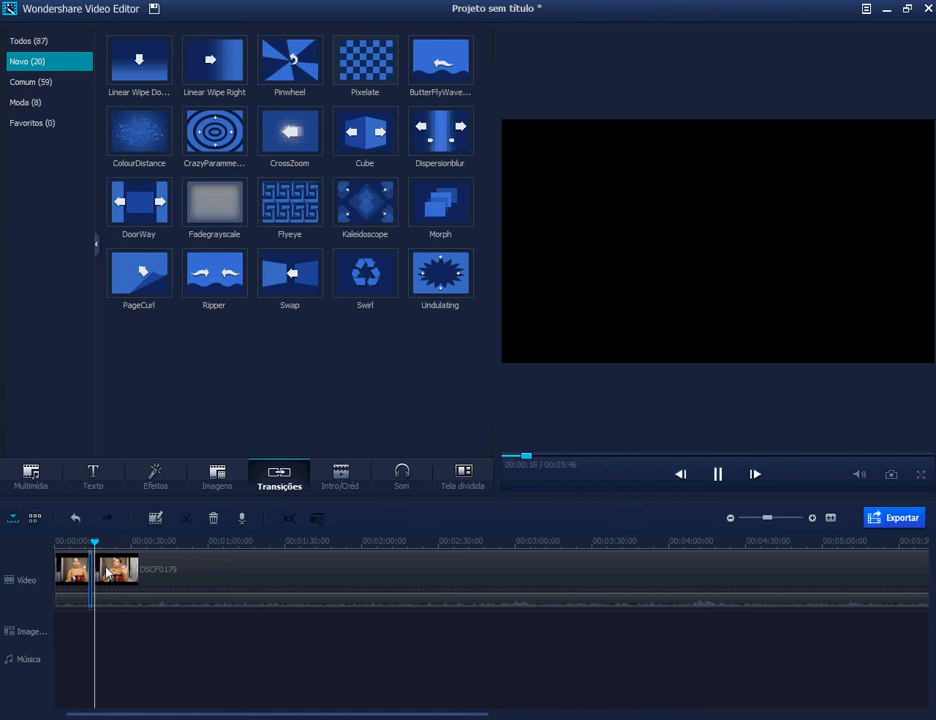 Wondershare Video Editor
Projeto sem título *
Todos (87)
Novo (20)
Comum (59)
Moda (8)
Favoritos (0)
Linear Wipe Do...
Linear Wipe Right
Pinwheel
Pixelate
ButterFlyWave...
ColourDistance
CrazyParamme...
CrossZoom
Cube
Dispersionblur
DoorWay
Fadegrayscale
Flyeye
Kaleidoscope
Morph
PageCurl
Ripper
Swap
Swirl
Undulating
00:00:15 / 00:05:46
Multimídia
Texto
Efeitos
Imagens
Transições
Intro/Créd
Som
Tela dividida
Exportar
00:00:00:0
00:00:30:00
00:01:00:00
00:01:30:00
00:02:00:00
00:02:30:00
00:03:00:00
00:03:30:00
00:04:00:00
00:04:30:00
00:05:00:00
00:05:30
Vídeo
DSCF0179
Image...
Música